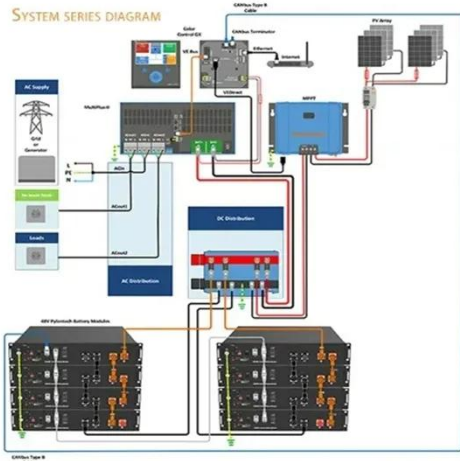 SYSTEM SERIES DIAGRAM
CANbus Type B
Cable
Color
Control GX
CANbus Terminator
PV Array
VE Bus
Ethernet
Internet
AC Supply
VEDirect
MPPT
MultiPlus-II
Grid
or
Generator
L
PE
N
ACin
ACout1
Loads
ACout2
DC Distribution
AC Distribution
48V Pylontech Battery Modules
CANbus Type B